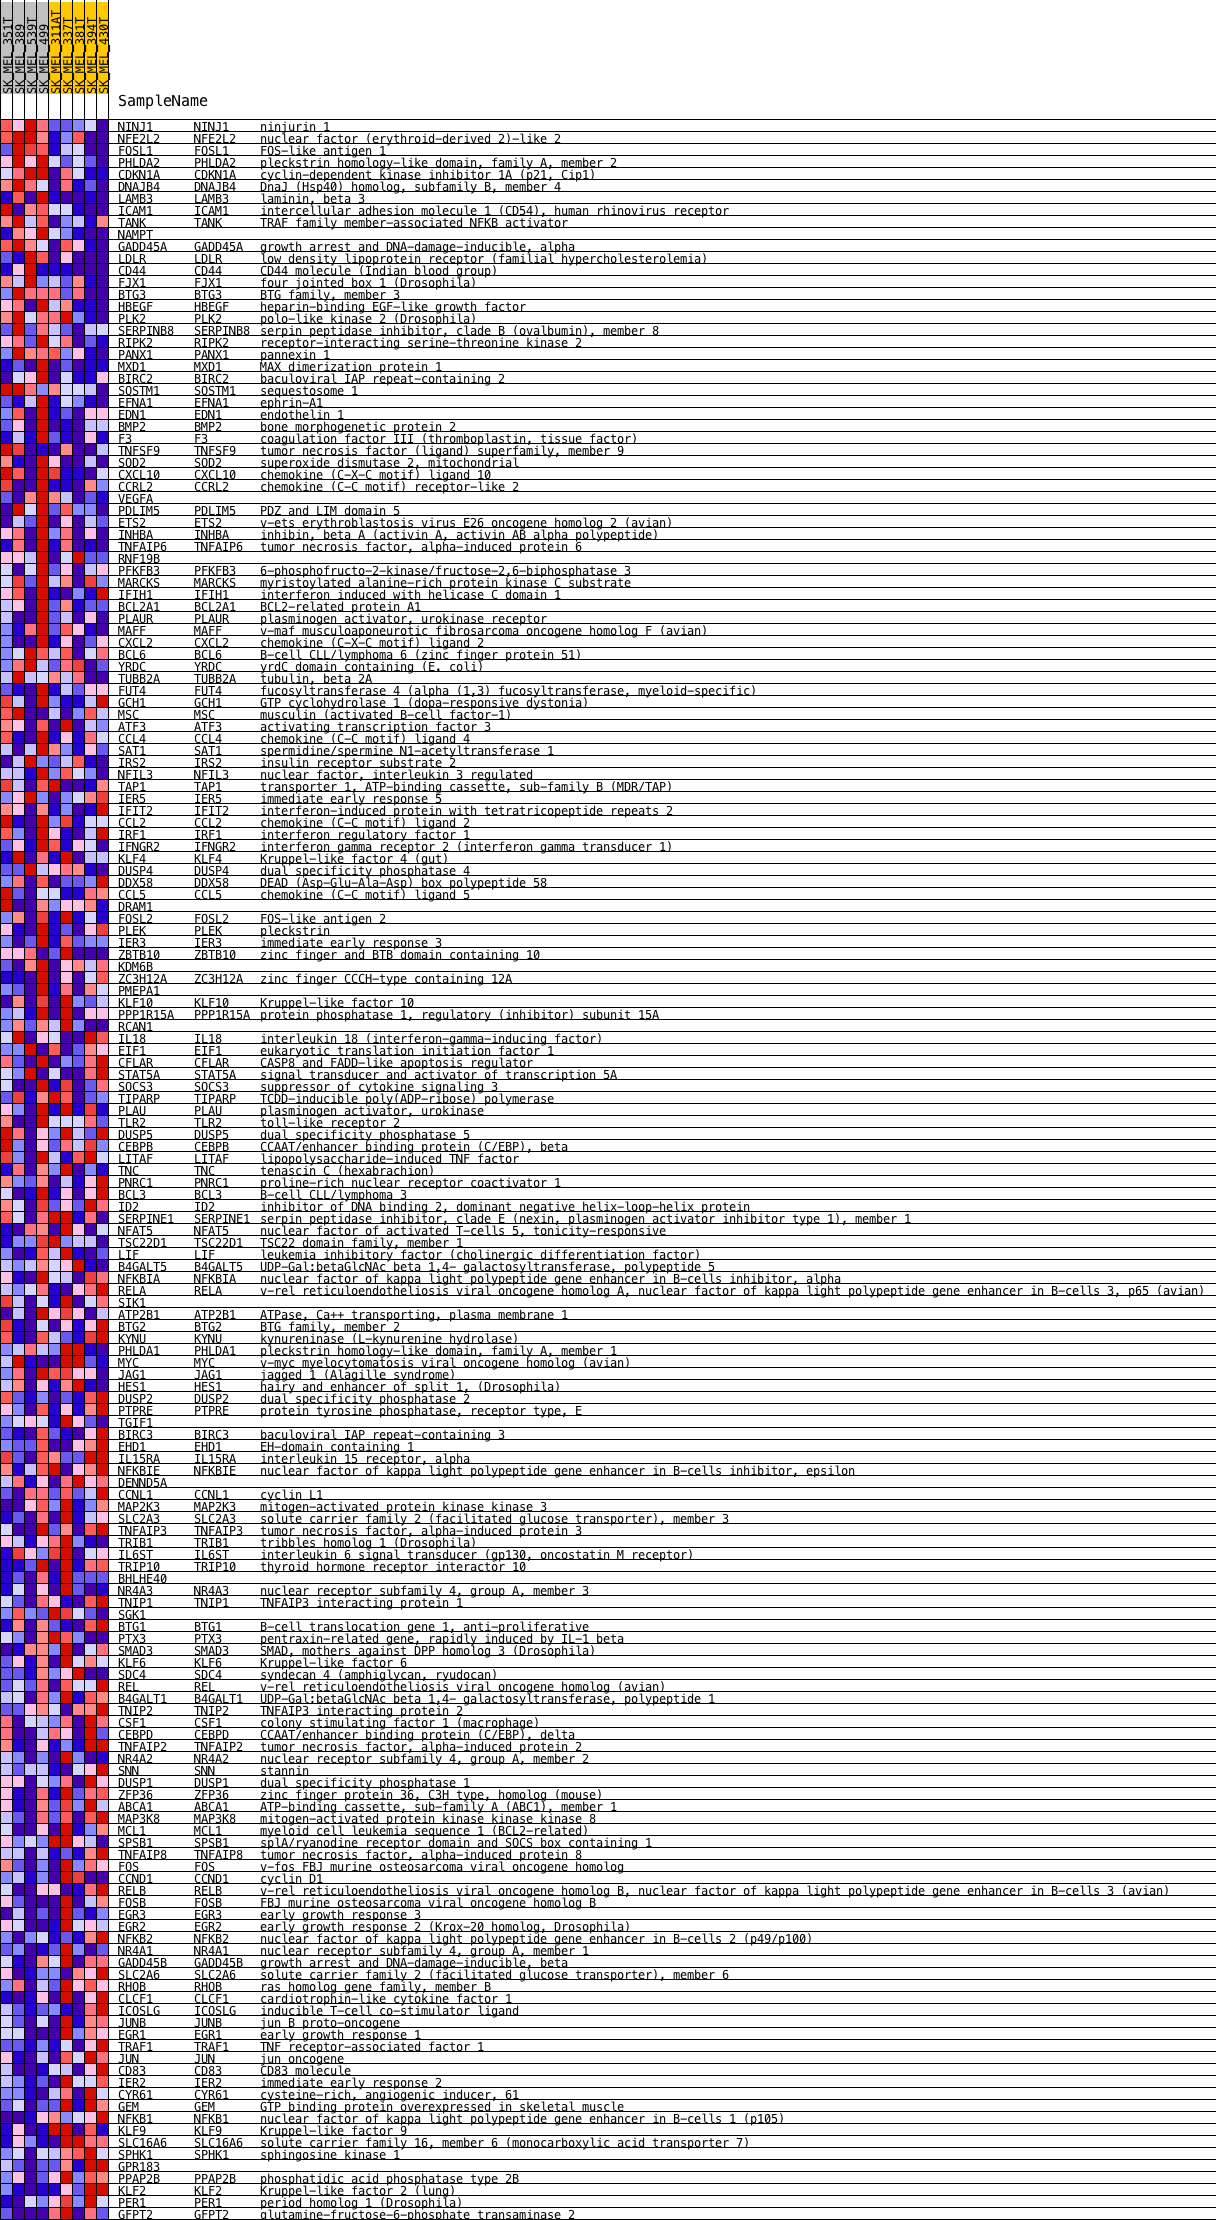 SK_MEL_351T
SK_MEL_389
SK_MEL_539T
SK_MEL_499
SK_MEL_311AT
SK_MEL_337T
SK_MEL_381T
SK_MEL_394T
SK_MEL_430T
SampleName
NINJ1 NINJ1 ninjurin 1
NFE2L2 NFE2L2 nuclear factor (erythroid-derived 2)-like 2
FOSL1 FOSL1 FOS-like antigen 1
PHLDA2 PHLDA2 pleckstrin homology-like domain, family A, member 2
CDKN1A CDKN1A cyclin-dependent kinase inhibitor 1A (p21, Cip1)
DNAJB4 DNAJB4 DnaJ (Hsp40) homolog, subfamily B, member 4
LAMB3 LAMB3 laminin, beta 3
ICAM1 ICAM1 intercellular adhesion molecule 1 (CD54), human rhinovirus receptor
TANK TANK TRAF family member-associated NFKB activator
NAMPT
GADD45A GADD45A growth arrest and DNA-damage-inducible, alpha
LDLR LDLR low density lipoprotein receptor (familial hypercholesterolemia)
CD44 CD44 CD44 molecule (Indian blood group)
FJX1 FJX1 four jointed box 1 (Drosophila)
BTG3 BTG3 BTG family, member 3
HBEGF HBEGF heparin-binding EGF-like growth factor
PLK2 PLK2 polo-like kinase 2 (Drosophila)
SERPINB8 SERPINB8 serpin peptidase inhibitor, clade B (ovalbumin), member 8
RIPK2 RIPK2 receptor-interacting serine-threonine kinase 2
PANX1 PANX1 pannexin 1
MXD1 MXD1 MAX dimerization protein 1
BIRC2 BIRC2 baculoviral IAP repeat-containing 2
SQSTM1 SQSTM1 sequestosome 1
EFNA1 EFNA1 ephrin-A1
EDN1 EDN1 endothelin 1
BMP2 BMP2 bone morphogenetic protein 2
F3 F3 coagulation factor III (thromboplastin, tissue factor)
TNFSF9 TNFSF9 tumor necrosis factor (ligand) superfamily, member 9
SOD2 SOD2 superoxide dismutase 2, mitochondrial
CXCL10 CXCL10 chemokine (C-X-C motif) ligand 10
CCRL2 CCRL2 chemokine (C-C motif) receptor-like 2
VEGFA
PDLIM5 PDLIM5 PDZ and LIM domain 5
ETS2 ETS2 v-ets erythroblastosis virus E26 oncogene homolog 2 (avian)
INHBA INHBA inhibin, beta A (activin A, activin AB alpha polypeptide)
TNFAIP6 TNFAIP6 tumor necrosis factor, alpha-induced protein 6
RNF19B
PFKFB3 PFKFB3 6-phosphofructo-2-kinase/fructose-2,6-biphosphatase 3
MARCKS MARCKS myristoylated alanine-rich protein kinase C substrate
IFIH1 IFIH1 interferon induced with helicase C domain 1
BCL2A1 BCL2A1 BCL2-related protein A1
PLAUR PLAUR plasminogen activator, urokinase receptor
MAFF MAFF v-maf musculoaponeurotic fibrosarcoma oncogene homolog F (avian)
CXCL2 CXCL2 chemokine (C-X-C motif) ligand 2
BCL6 BCL6 B-cell CLL/lymphoma 6 (zinc finger protein 51)
YRDC YRDC yrdC domain containing (E. coli)
TUBB2A TUBB2A tubulin, beta 2A
FUT4 FUT4 fucosyltransferase 4 (alpha (1,3) fucosyltransferase, myeloid-specific)
GCH1 GCH1 GTP cyclohydrolase 1 (dopa-responsive dystonia)
MSC MSC musculin (activated B-cell factor-1)
ATF3 ATF3 activating transcription factor 3
CCL4 CCL4 chemokine (C-C motif) ligand 4
SAT1 SAT1 spermidine/spermine N1-acetyltransferase 1
IRS2 IRS2 insulin receptor substrate 2
NFIL3 NFIL3 nuclear factor, interleukin 3 regulated
TAP1 TAP1 transporter 1, ATP-binding cassette, sub-family B (MDR/TAP)
IER5 IER5 immediate early response 5
IFIT2 IFIT2 interferon-induced protein with tetratricopeptide repeats 2
CCL2 CCL2 chemokine (C-C motif) ligand 2
IRF1 IRF1 interferon regulatory factor 1
IFNGR2 IFNGR2 interferon gamma receptor 2 (interferon gamma transducer 1)
KLF4 KLF4 Kruppel-like factor 4 (gut)
DUSP4 DUSP4 dual specificity phosphatase 4
DDX58 DDX58 DEAD (Asp-Glu-Ala-Asp) box polypeptide 58
CCL5 CCL5 chemokine (C-C motif) ligand 5
DRAM1
FOSL2 FOSL2 FOS-like antigen 2
PLEK PLEK pleckstrin
IER3 IER3 immediate early response 3
ZBTB10 ZBTB10 zinc finger and BTB domain containing 10
KDM6B
ZC3H12A ZC3H12A zinc finger CCCH-type containing 12A
PMEPA1
KLF10 KLF10 Kruppel-like factor 10
PPP1R15A PPP1R15A protein phosphatase 1, regulatory (inhibitor) subunit 15A
RCAN1
IL18 IL18 interleukin 18 (interferon-gamma-inducing factor)
EIF1 EIF1 eukaryotic translation initiation factor 1
CFLAR CFLAR CASP8 and FADD-like apoptosis regulator
STAT5A STAT5A signal transducer and activator of transcription 5A
SOCS3 SOCS3 suppressor of cytokine signaling 3
TIPARP TIPARP TCDD-inducible poly(ADP-ribose) polymerase
PLAU PLAU plasminogen activator, urokinase
TLR2 TLR2 toll-like receptor 2
DUSP5 DUSP5 dual specificity phosphatase 5
CEBPB CEBPB CCAAT/enhancer binding protein (C/EBP), beta
LITAF LITAF lipopolysaccharide-induced TNF factor
TNC TNC tenascin C (hexabrachion)
PNRC1 PNRC1 proline-rich nuclear receptor coactivator 1
BCL3 BCL3 B-cell CLL/lymphoma 3
ID2 ID2 inhibitor of DNA binding 2, dominant negative helix-loop-helix protein
SERPINE1 SERPINE1 serpin peptidase inhibitor, clade E (nexin, plasminogen activator inhibitor type 1), member 1
NFAT5 NFAT5 nuclear factor of activated T-cells 5, tonicity-responsive
TSC22D1 TSC22D1 TSC22 domain family, member 1
LIF LIF leukemia inhibitory factor (cholinergic differentiation factor)
B4GALT5 B4GALT5 UDP-Gal:betaGlcNAc beta 1,4- galactosyltransferase, polypeptide 5
NFKBIA NFKBIA nuclear factor of kappa light polypeptide gene enhancer in B-cells inhibitor, alpha
RELA RELA v-rel reticuloendotheliosis viral oncogene homolog A, nuclear factor of kappa light polypeptide gene enhancer in B-cells 3, p65 (avian)
SIK1
ATP2B1 ATP2B1 ATPase, Ca++ transporting, plasma membrane 1
BTG2 BTG2 BTG family, member 2
KYNU KYNU kynureninase (L-kynurenine hydrolase)
PHLDA1 PHLDA1 pleckstrin homology-like domain, family A, member 1
MYC MYC v-myc myelocytomatosis viral oncogene homolog (avian)
JAG1 JAG1 jagged 1 (Alagille syndrome)
HES1 HES1 hairy and enhancer of split 1, (Drosophila)
DUSP2 DUSP2 dual specificity phosphatase 2
PTPRE PTPRE protein tyrosine phosphatase, receptor type, E
TGIF1
BIRC3 BIRC3 baculoviral IAP repeat-containing 3
EHD1 EHD1 EH-domain containing 1
IL15RA IL15RA interleukin 15 receptor, alpha
NFKBIE NFKBIE nuclear factor of kappa light polypeptide gene enhancer in B-cells inhibitor, epsilon
DENND5A
CCNL1 CCNL1 cyclin L1
MAP2K3 MAP2K3 mitogen-activated protein kinase kinase 3
SLC2A3 SLC2A3 solute carrier family 2 (facilitated glucose transporter), member 3
TNFAIP3 TNFAIP3 tumor necrosis factor, alpha-induced protein 3
TRIB1 TRIB1 tribbles homolog 1 (Drosophila)
IL6ST IL6ST interleukin 6 signal transducer (gp130, oncostatin M receptor)
TRIP10 TRIP10 thyroid hormone receptor interactor 10
BHLHE40
NR4A3 NR4A3 nuclear receptor subfamily 4, group A, member 3
TNIP1 TNIP1 TNFAIP3 interacting protein 1
SGK1
BTG1 BTG1 B-cell translocation gene 1, anti-proliferative
PTX3 PTX3 pentraxin-related gene, rapidly induced by IL-1 beta
SMAD3 SMAD3 SMAD, mothers against DPP homolog 3 (Drosophila)
KLF6 KLF6 Kruppel-like factor 6
SDC4 SDC4 syndecan 4 (amphiglycan, ryudocan)
REL REL v-rel reticuloendotheliosis viral oncogene homolog (avian)
B4GALT1 B4GALT1 UDP-Gal:betaGlcNAc beta 1,4- galactosyltransferase, polypeptide 1
TNIP2 TNIP2 TNFAIP3 interacting protein 2
CSF1 CSF1 colony stimulating factor 1 (macrophage)
CEBPD CEBPD CCAAT/enhancer binding protein (C/EBP), delta
TNFAIP2 TNFAIP2 tumor necrosis factor, alpha-induced protein 2
NR4A2 NR4A2 nuclear receptor subfamily 4, group A, member 2
SNN SNN stannin
DUSP1 DUSP1 dual specificity phosphatase 1
ZFP36 ZFP36 zinc finger protein 36, C3H type, homolog (mouse)
ABCA1 ABCA1 ATP-binding cassette, sub-family A (ABC1), member 1
MAP3K8 MAP3K8 mitogen-activated protein kinase kinase kinase 8
MCL1 MCL1 myeloid cell leukemia sequence 1 (BCL2-related)
SPSB1 SPSB1 splA/ryanodine receptor domain and SOCS box containing 1
TNFAIP8 TNFAIP8 tumor necrosis factor, alpha-induced protein 8
FOS FOS v-fos FBJ murine osteosarcoma viral oncogene homolog
CCND1 CCND1 cyclin D1
RELB RELB v-rel reticuloendotheliosis viral oncogene homolog B, nuclear factor of kappa light polypeptide gene enhancer in B-cells 3 (avian)
FOSB FOSB FBJ murine osteosarcoma viral oncogene homolog B
EGR3 EGR3 early growth response 3
EGR2 EGR2 early growth response 2 (Krox-20 homolog, Drosophila)
NFKB2 NFKB2 nuclear factor of kappa light polypeptide gene enhancer in B-cells 2 (p49/p100)
NR4A1 NR4A1 nuclear receptor subfamily 4, group A, member 1
GADD45B GADD45B growth arrest and DNA-damage-inducible, beta
SLC2A6 SLC2A6 solute carrier family 2 (facilitated glucose transporter), member 6
RHOB RHOB ras homolog gene family, member B
CLCF1 CLCF1 cardiotrophin-like cytokine factor 1
ICOSLG ICOSLG inducible T-cell co-stimulator ligand
JUNB JUNB jun B proto-oncogene
EGR1 EGR1 early growth response 1
TRAF1 TRAF1 TNF receptor-associated factor 1
JUN JUN jun oncogene
CD83 CD83 CD83 molecule
IER2 IER2 immediate early response 2
CYR61 CYR61 cysteine-rich, angiogenic inducer, 61
GEM GEM GTP binding protein overexpressed in skeletal muscle
NFKB1 NFKB1 nuclear factor of kappa light polypeptide gene enhancer in B-cells 1 (p105)
KLF9 KLF9 Kruppel-like factor 9
SLC16A6 SLC16A6 solute carrier family 16, member 6 (monocarboxylic acid transporter 7)
SPHK1 SPHK1 sphingosine kinase 1
GPR183
PPAP2B PPAP2B phosphatidic acid phosphatase type 2B
KLF2 KLF2 Kruppel-like factor 2 (lung)
PER1 PER1 period homolog 1 (Drosophila)
GFPT2 GFPT2 glutamine-fructose-6-phosphate transaminase 2